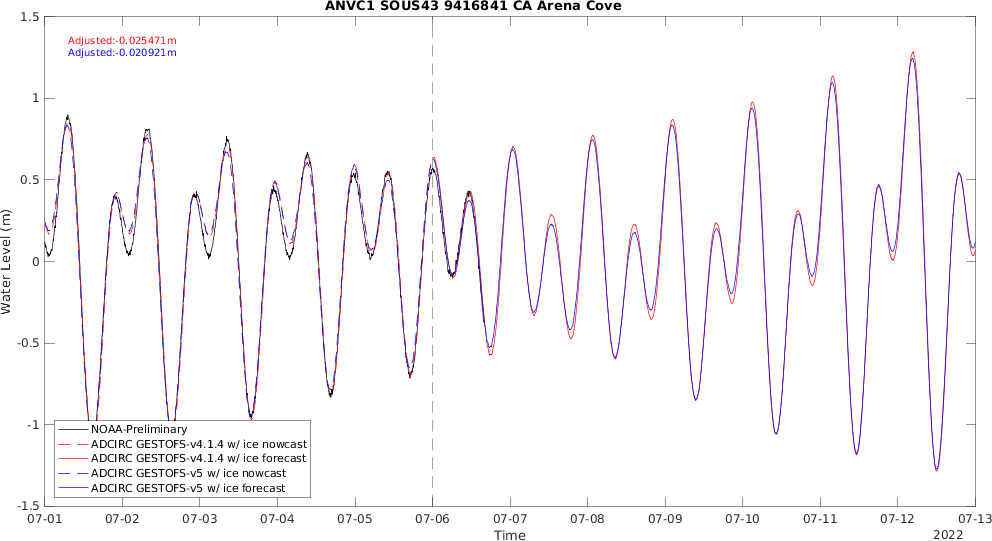 ANVC1 SOUS43 9416841 CA Arena Cove
Adjusted:-0.025471m
Adjusted:-0.020921m
1.5
1
0.5
0
-0.5
-1
-1.5
Water Level (m)
NOAA-Preliminary
ADCIRC GESTOFS-v4.1.4 w/ ice nowcast
ADCIRC GESTOFS-v4.1.4 w/ ice forecast
ADCIRC GESTOFS-v5 w/ ice nowcast
ADCIRC GESTOFS-v5 w/ ice forecast
07-01 07-02 07-03 07-04 07-05 07-06 07-07 07-08 07-09 07-10 07-11 07-12 07-13
Time
2022